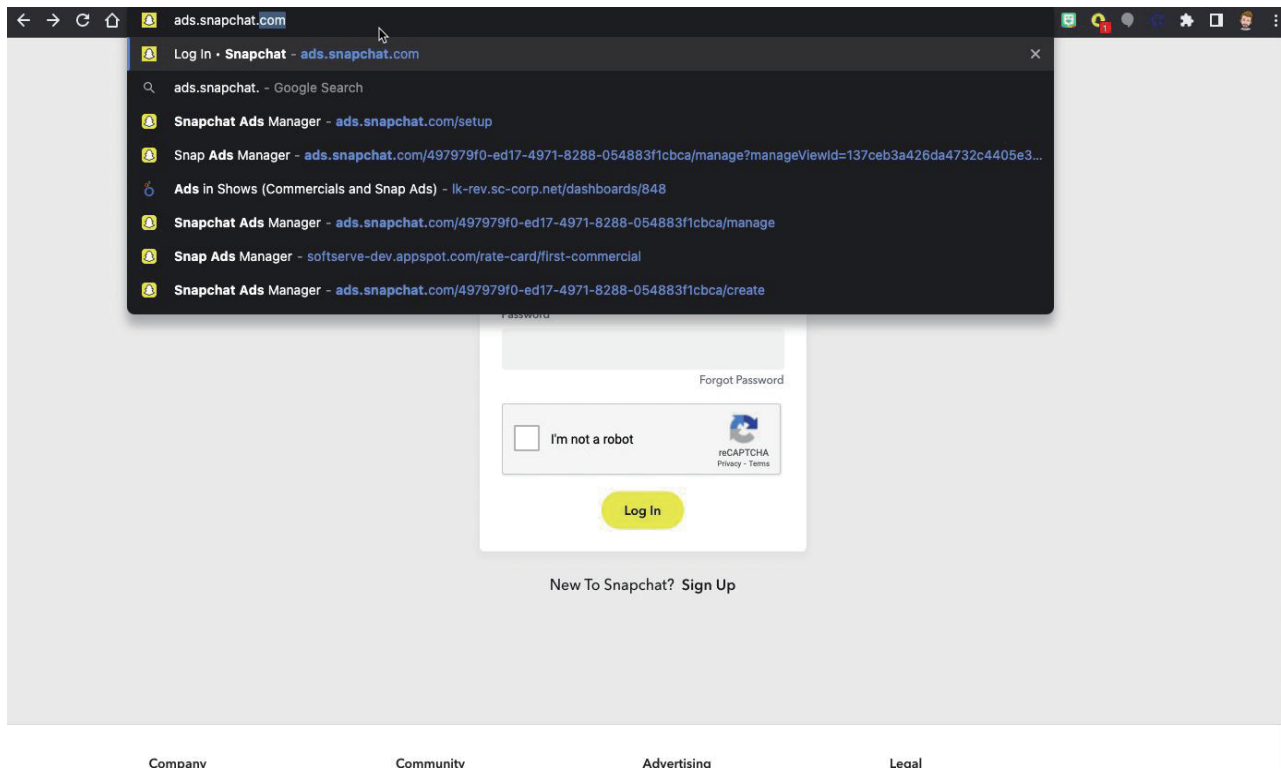 ads.snapchat.com
Log In • Snapchat - ads.snapchat.com
ads.snapchat. - Google Search
Snapchat Ads Manager - ads.snapchat.com/setup
Snap Ads Manager - ads.snapchat.com/497979f0-ed17-4971-8288-054883f1cbca/manage?manageViewId=137ceb3a426da4732c4405e3...
Ads in Shows (Commercials and Snap Ads) - lk-rev.sc-corp.net/dashboards/848
Snapchat Ads Manager - ads.snapchat.com/497979f0-ed17-4971-8288-054883f1cbca/manage
Snap Ads Manager - softserve-dev.appspot.com/rate-card/first-commercial
Snapchat Ads Manager - ads.snapchat.com/497979f0-ed17-4971-8288-054883f1cbca/create
Password
Forgot Password
I'm not a robot
reCAPTCHA
Privacy - Terms
Log In
New To Snapchat? Sign Up
Company Community Advertising Legal